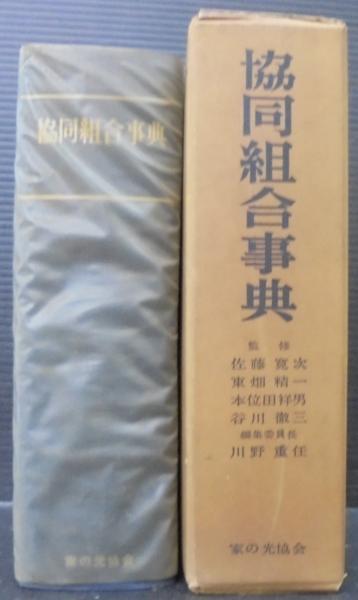 協同組合事典
家の光協会
協同組合事典
監修
佐藤寛次
東畑精一
本位田祥男
谷川徹三
編集委員長
川野重任
家の光協会